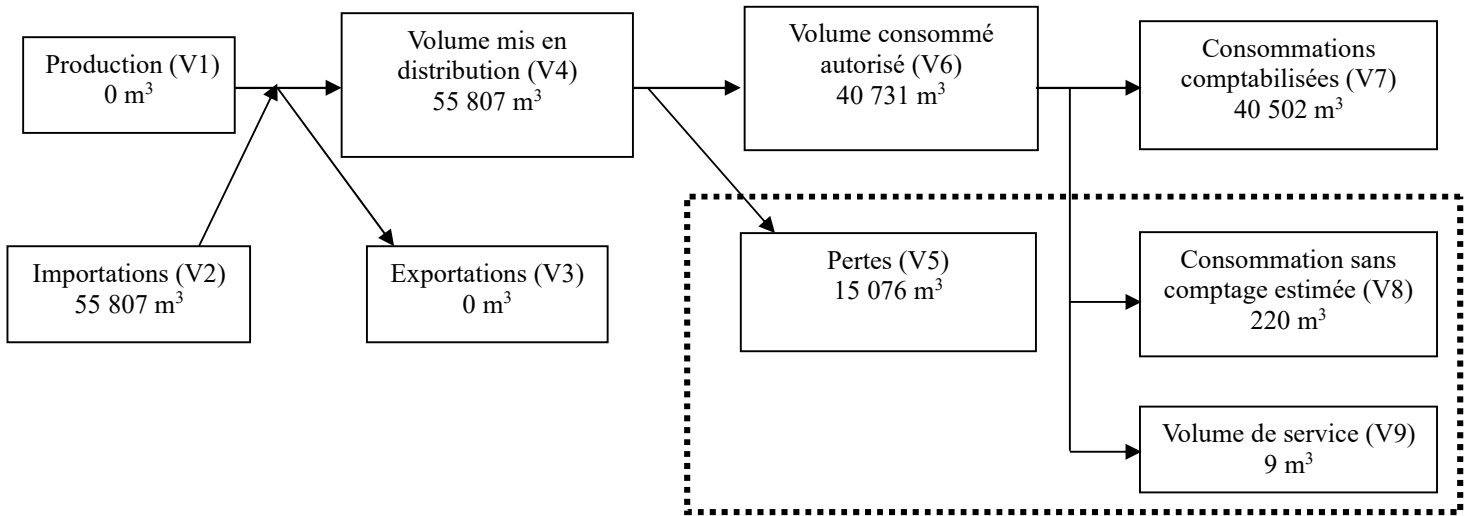 Production (V1)
0 m³
Volume mis en
distribution (V4)
55 807 m³
Volume consommé
autorisé (V6)
40 731 m³
Consommations
comptabilisées (V7)
40 502 m³
Importations (V2)
55 807 m³
Exportations (V3)
0 m³
Pertes (V5)
15 076 m³
Consommation sans
comptage estimée (V8)
220 m³
Volume de service (V9)
9 m³